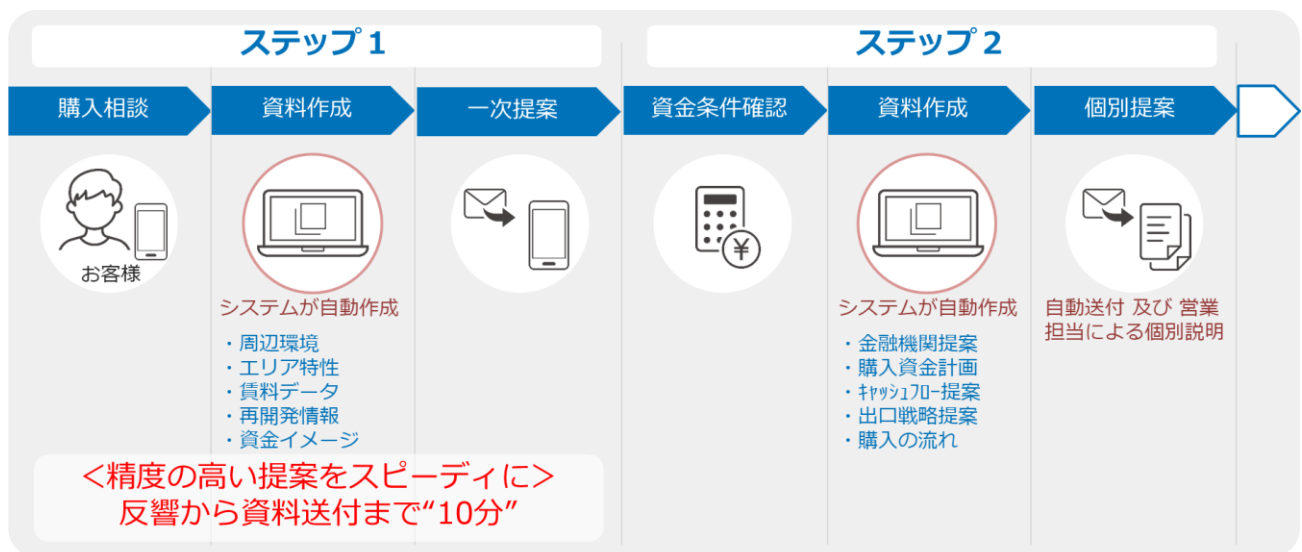 ステップ1
ステップ2
購入相談
資料作成
一次提案
資金条件確認
資料作成
個別提案
お客様
システムが自動作成
・周辺環境
・エリア特性
・賃料データ
・再開発情報
・資金イメージ
¥
システムが自動作成
・金融機関提案
・購入資金計画
・ｷｬｯｼｭﾌﾛｰ提案
・出口戦略提案
・購入の流れ
自動送付 及び 営業
担当による個別説明
＜精度の高い提案をスピーディに＞
反響から資料送付まで“10分”